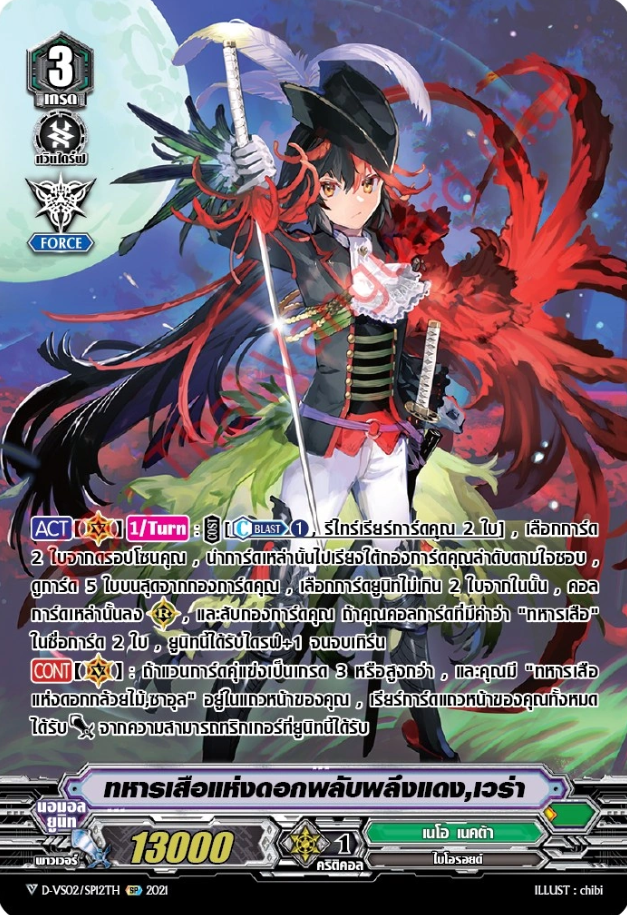 3
เกรด
ทวินไดรฟ์
FORCE
ACT 【V】 1/Turn : COST [C BLAST 1 , รีไทร์เรียร์การ์ดคุณ 2 ใบ] , เลือกการ์ด
2 ใบจากดรอปโซนคุณ , นำการ์ดเหล่านั้นไปเรียงใต้กองการ์ดคุณลำดับตามใจชอบ ,
ดูการ์ด 5 ใบบนสุดจากกองการ์ดคุณ , เลือกการ์ดยูนิทไม่เกิน 2 ใบจากในนั้น , คอล
การ์ดเหล่านั้นลง R , และสับกองการ์ดคุณ ถ้าคุณคอลการ์ดที่มีคำว่า "ทหารเสือ"
ในชื่อการ์ด 2 ใบ , ยูนิทนี้ได้รับไดรฟ์+1 จนจบเทิร์น
CONT 【V】 : ถ้าแวนการ์ดคู่แข่งเป็นเกรด 3 หรือสูงกว่า , และคุณมี "ทหารเสือ
แห่งดอกกล้วยไม้,ซาอุล" อยู่ในแถวหน้าของคุณ , เรียร์การ์ดแถวหน้าของคุณทั้งหมด
ได้รับ จากความสามารถทริกเกอร์ที่ยูนิทนี้ได้รับ
ทหารเสือแห่งดอกพลับพลึงแดง,เวร่า
นอมอล
ยูนิท
พาวเวอร์
13000
1
คริติคอล
เนโอ เนคต้า
ไบโอรอยด์
D-VS02/SP12TH SP 2021
ILLUST : chibi